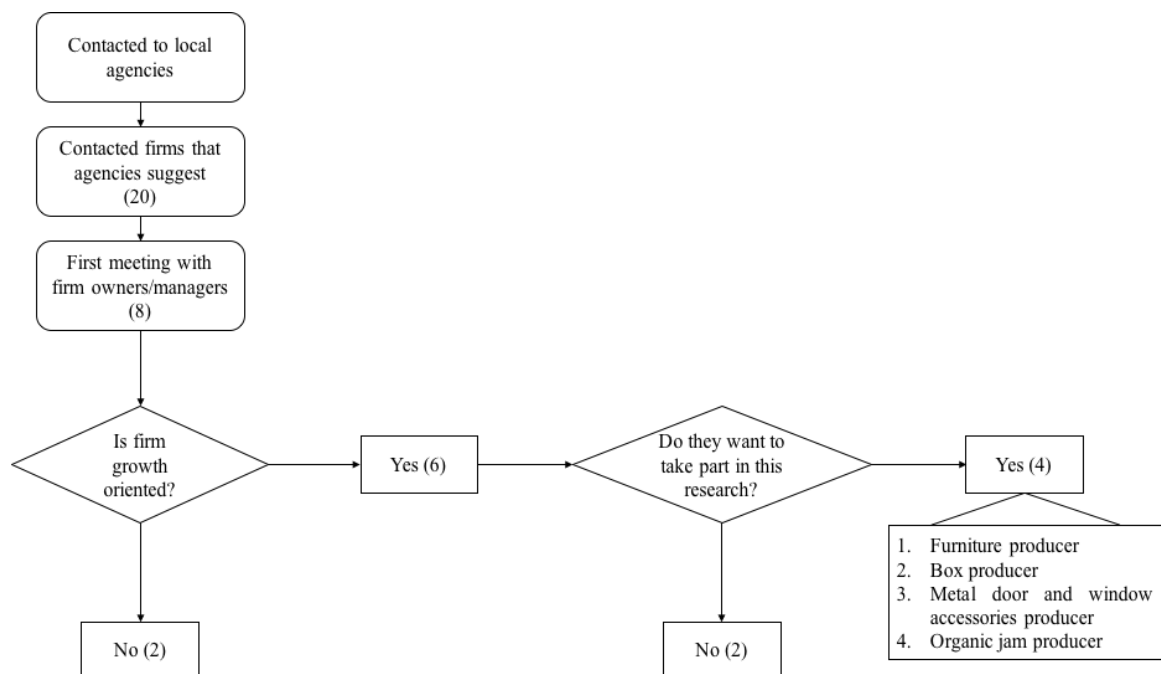 Contacted to local
agencies
Contacted firms that
agencies suggest
(20)
First meeting with
firm owners/managers
(8)
Is firm
growth
oriented?
Yes (6)
Do they want to
take part in this
research?
Yes (4)
1. Furniture producer
2. Box producer
3. Metal door and window
accessories producer
4. Organic jam producer
No (2)
No (2)